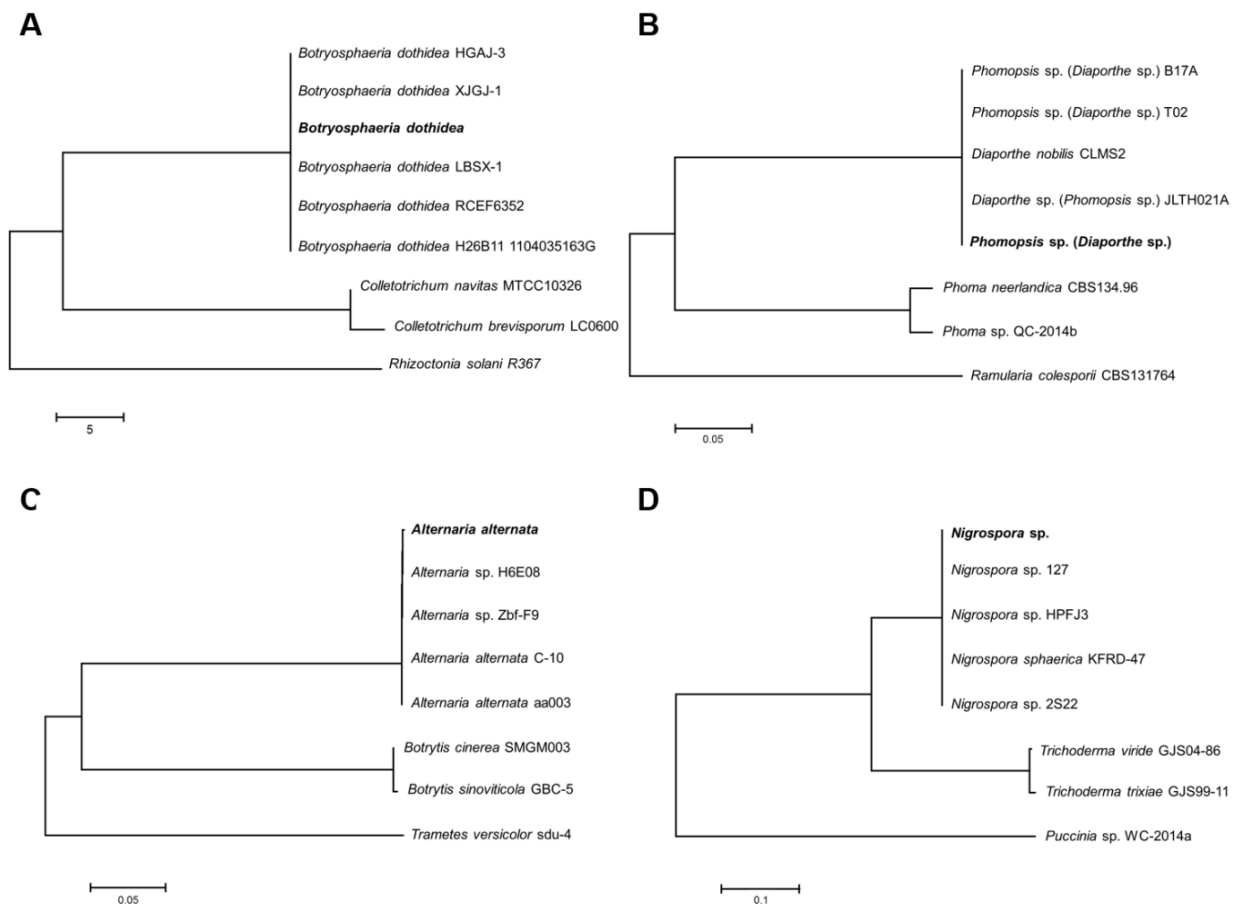 A
Botryosphaeria dothidea HGAJ-3
Botryosphaeria dothidea XJGJ-1
Botryosphaeria dothidea
Botryosphaeria dothidea LBSX-1
Botryosphaeria dothidea RCEF6352
Botryosphaeria dothidea H26B11 1104035163G
Colletotrichum navitas MTCC10326
Colletotrichum brevisporum LC0600
Rhizoctonia solani R367
5
B
Phomopsis sp. (Diaporthe sp.) B17A
Phomopsis sp. (Diaporthe sp.) T02
Diaporthe nobilis CLMS2
Diaporthe sp. (Phomopsis sp.) JLTH021A
Phomopsis sp. (Diaporthe sp.)
Phoma neerlandica CBS134.96
Phoma sp. QC-2014b
Ramularia colesporii CBS131764
0.05
C
Alternaria alternata
Alternaria sp. H6E08
Alternaria sp. Zbf-F9
Alternaria alternata C-10
Alternaria alternata aa003
Botrytis cinerea SMGM003
Botrytis sinoviticola GBC-5
Trametes versicolor sdu-4
0.05
D
Nigrospora sp.
Nigrospora sp. 127
Nigrospora sp. HPFJ3
Nigrospora sphaerica KFRD-47
Nigrospora sp. 2S22
Trichoderma viride GJS04-86
Trichoderma trixiae GJS99-11
Puccinia sp. WC-2014a
0.1